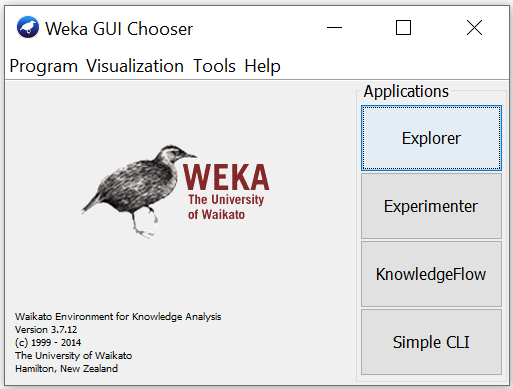 Weka GUI Chooser
Program Visualization Tools Help
Applications
Explorer
Experimenter
KnowledgeFlow
Simple CLI
WEKA
The University
of Waikato
Waikato Environment for Knowledge Analysis
Version 3.7.12
(c) 1999 - 2014
The University of Waikato
Hamilton, New Zealand